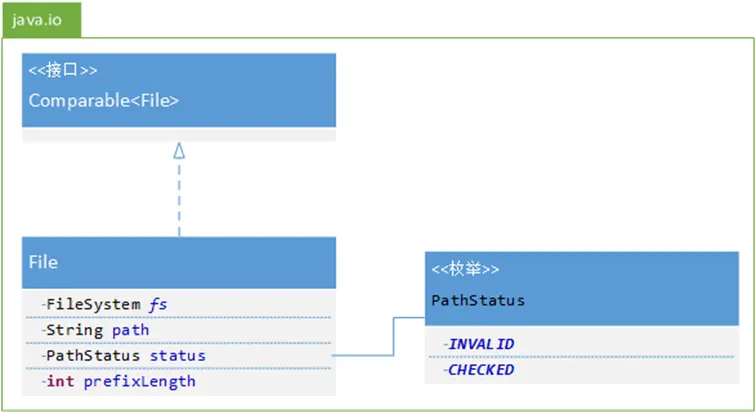 java.io
<<接口>>
Comparable<File>
File
-FileSystem fs
-String path
-PathStatus status
-int prefixLength
<<枚举>>
PathStatus
-INVALID
-CHECKED